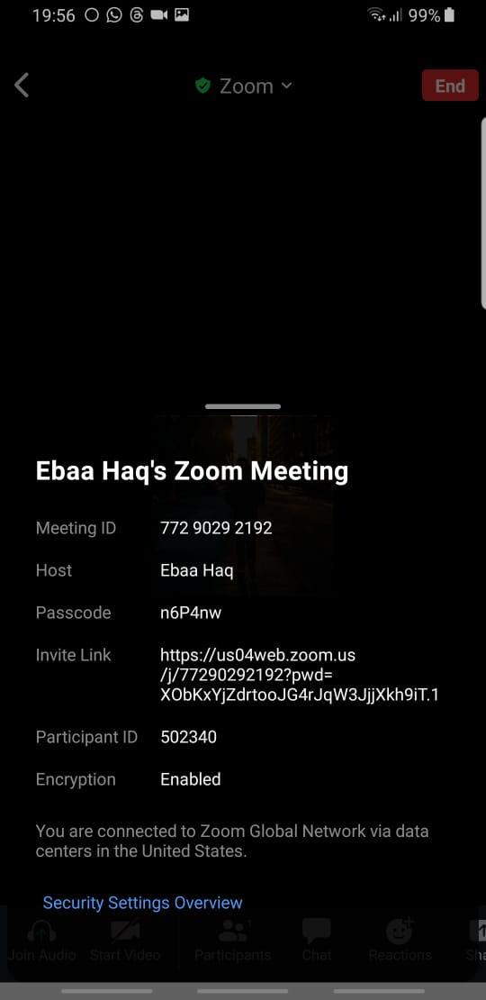 19:56
99%
Zoom
End
Ebaa Haq's Zoom Meeting
Meeting ID 772 9029 2192
Host Ebaa Haq
Passcode n6P4nw
Invite Link https://us04web.zoom.us
/j/77290292192?pwd=
XObKxYjZdrtooJG4rJqW3JjjXkh9iT.1
Participant ID 502340
Encryption Enabled
You are connected to Zoom Global Network via data
centers in the United States.
Security Settings Overview
1
Join Audio Start Video Participants Chat Reactions Sha